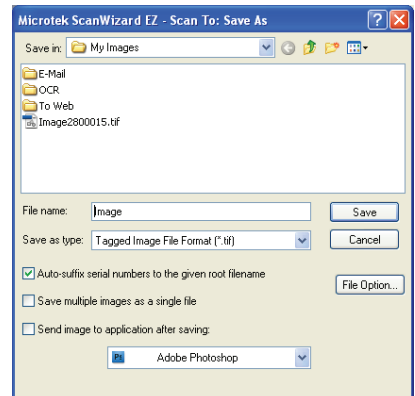 Microtek ScanWizard EZ - Scan To: Save As
Save in: My Images
E-Mail
OCR
To Web
Image2800015.tif
File name: Image Save
Save as type: Tagged Image File Format (*.tif) Cancel
Auto-suffix serial numbers to the given root filename
File Option...
Save multiple images as a single file
Send image to application after saving:
Pt Adobe Photoshop